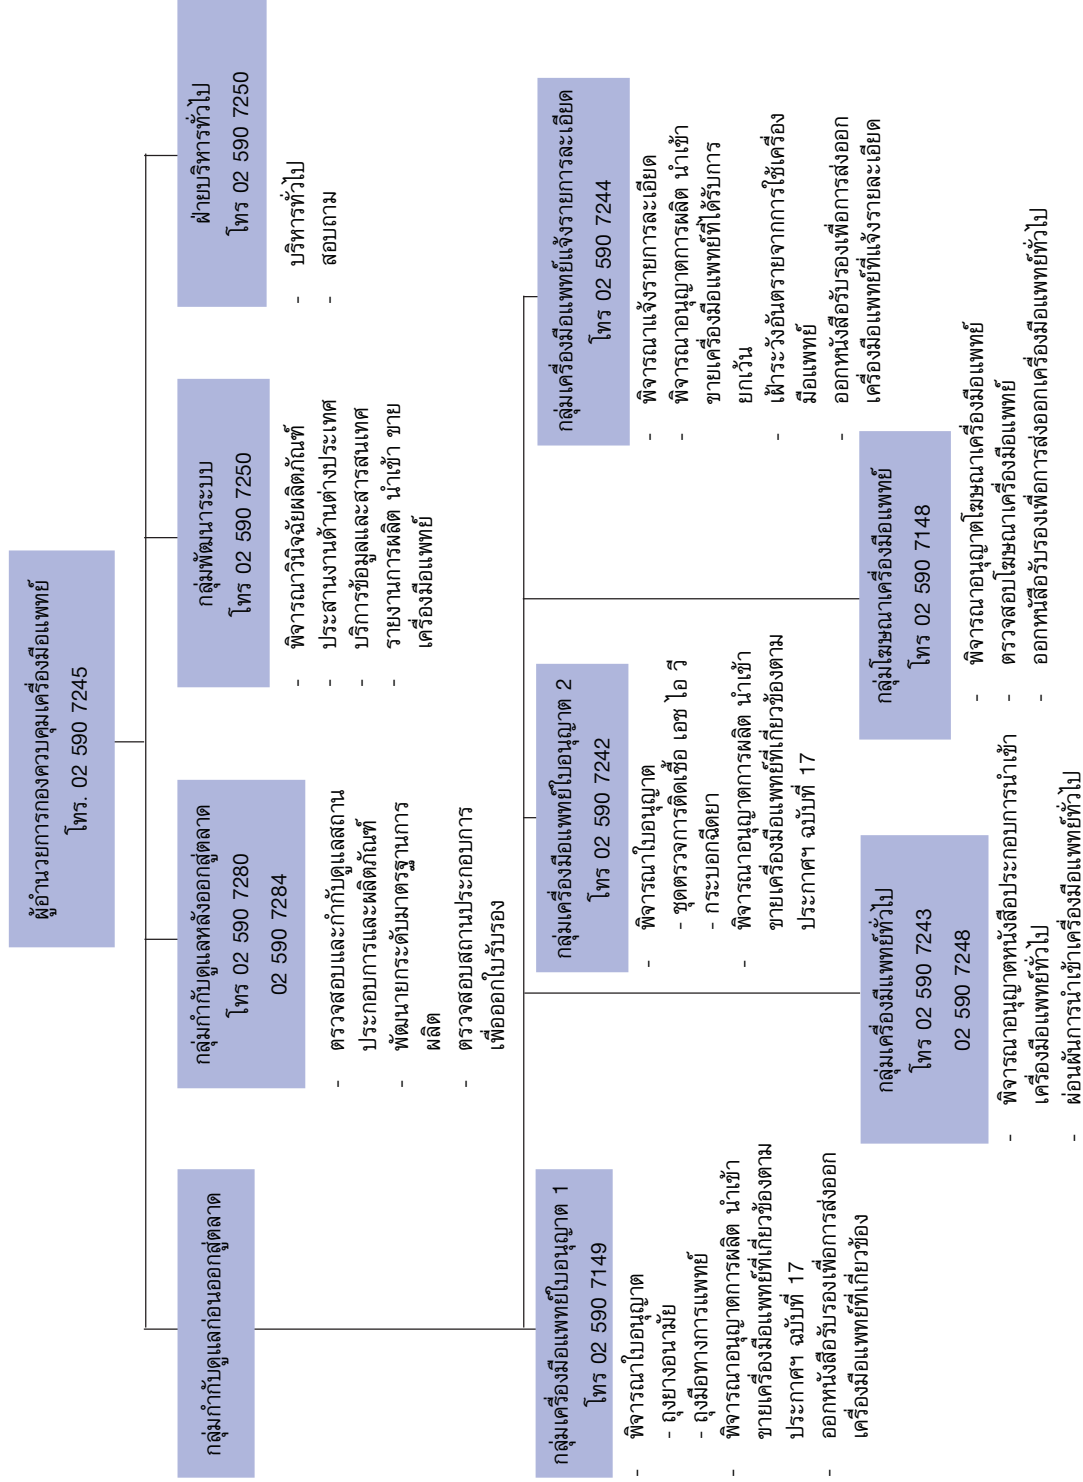 ผู้อำนวยการกองควบคุมเครื่องมือแพทย์
โทร. 02 590 7245
กลุ่มกำกับดูแลก่อนออกสู่ตลาด
กลุ่มกำกับดูแลหลังออกสู่ตลาด
โทร 02 590 7280
02 590 7284
- ตรวจสอบและกำกับดูแลสถาน
ประกอบการและผลิตภัณฑ์
- พัฒนายกระดับมาตรฐานการ
ผลิต
- ตรวจสอบสถานประกอบการ
เพื่อออกใบรับรอง
กลุ่มพัฒนาระบบ
โทร 02 590 7250
- พิจารณาวินิจฉัยผลิตภัณฑ์
- ประสานงานด้านต่างประเทศ
- บริการข้อมูลและสารสนเทศ
- รายงานการผลิต นำเข้า ขาย
เครื่องมือแพทย์
ฝ่ายบริหารทั่วไป
โทร 02 590 7250
- บริหารทั่วไป
- สอบถาม
กลุ่มเครื่องมือแพทย์ใบอนุญาต 1
โทร 02 590 7149
- พิจารณาใบอนุญาต
- ถุงยางอนามัย
- ถุงมือทางการแพทย์
- พิจารณาอนุญาตการผลิต นำเข้า
ขายเครื่องมือแพทย์ที่เกี่ยวข้องตาม
ประกาศฯ ฉบับที่ 17
- ออกหนังสือรับรองเพื่อการส่งออก
เครื่องมือแพทย์ที่เกี่ยวข้อง
กลุ่มเครื่องมือแพทย์ใบอนุญาต 2
โทร 02 590 7242
- พิจารณาใบอนุญาต
- ชุดตรวจการติดเชื้อ เอช ไอ วี
- กระบอกฉีดยา
- พิจารณาอนุญาตการผลิต นำเข้า
ขายเครื่องมือแพทย์ที่เกี่ยวข้องตาม
ประกาศฯ ฉบับที่ 17
กลุ่มเครื่องมือแพทย์แจ้งรายการละเอียด
โทร 02 590 7244
- พิจารณาแจ้งรายการละเอียด
- พิจารณาอนุญาตการผลิต นำเข้า
ขายเครื่องมือแพทย์ที่ได้รับการ
ยกเว้น
- เฝ้าระวังอันตรายจากการใช้เครื่อง
มือแพทย์
- ออกหนังสือรับรองเพื่อการส่งออก
เครื่องมือแพทย์ที่แจ้งรายละเอียด
กลุ่มเครื่องมีแพทย์ทั่วไป
โทร 02 590 7243
02 590 7248
- พิจารณาอนุญาตหนังสือประกอบการนำเข้า
เครื่องมือแพทย์ทั่วไป
- ผ่อนผันการนำเข้าเครื่องมือแพทย์ทั่วไป
กลุ่มโฆษณาเครื่องมือแพทย์
โทร 02 590 7148
- พิจารณาอนุญาตโฆษณาเครื่องมือแพทย์
- ตรวจสอบโฆษณาเครื่องมือแพทย์
- ออกหนังสือรับรองเพื่อการส่งออกเครื่องมือแพทย์ทั่วไป